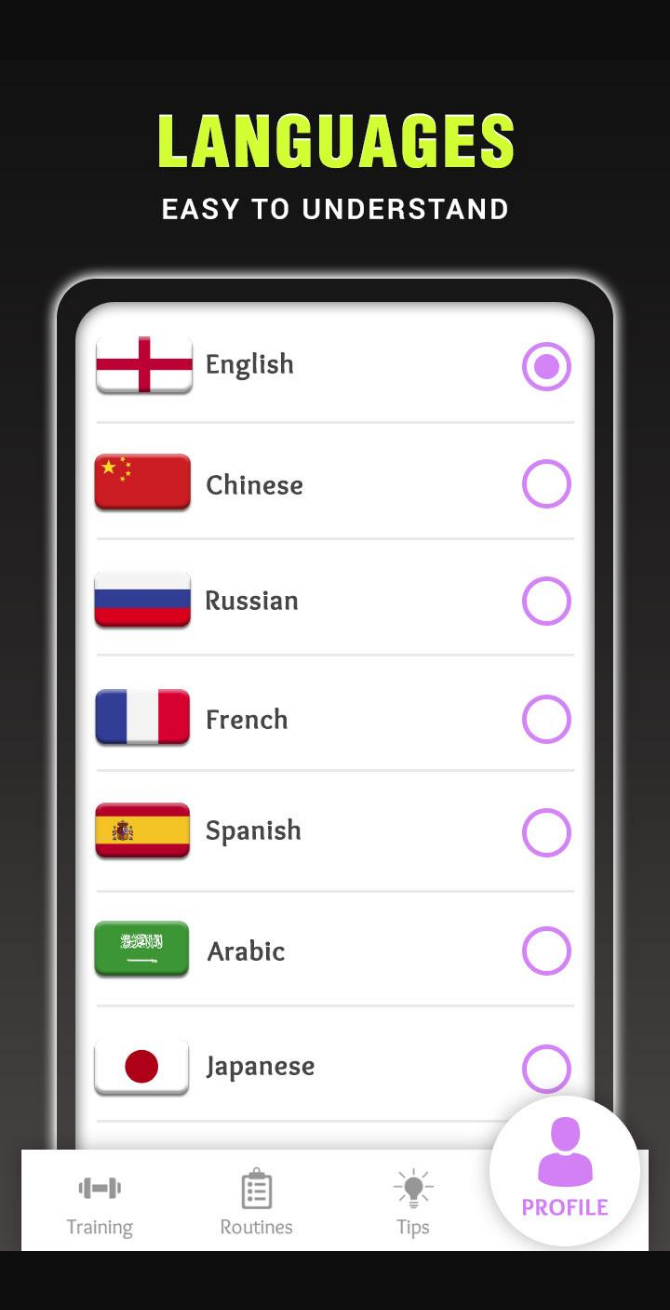 LANGUAGES
EASY TO UNDERSTAND
English
Chinese
Russian
French
Spanish
Arabic
Japanese
Training
Routines
Tips
PROFILE